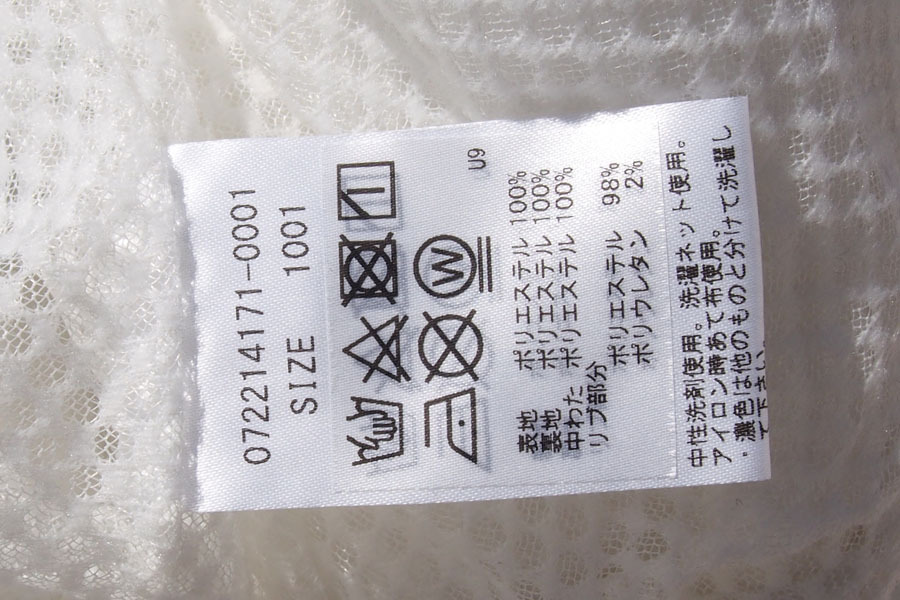 072214171-0001
SIZE 1001
W
U9
表地 ポリエステル 100%
裏地 ポリエステル 100%
中わた ポリエステル 100%
リブ部分
ポリエステル 98%
ポリウレタン 2%
中性洗剤使用。洗濯ネット使用。
アイロン時あて布使用。
・濃色は他のものと分けて洗濯し
て下さい。